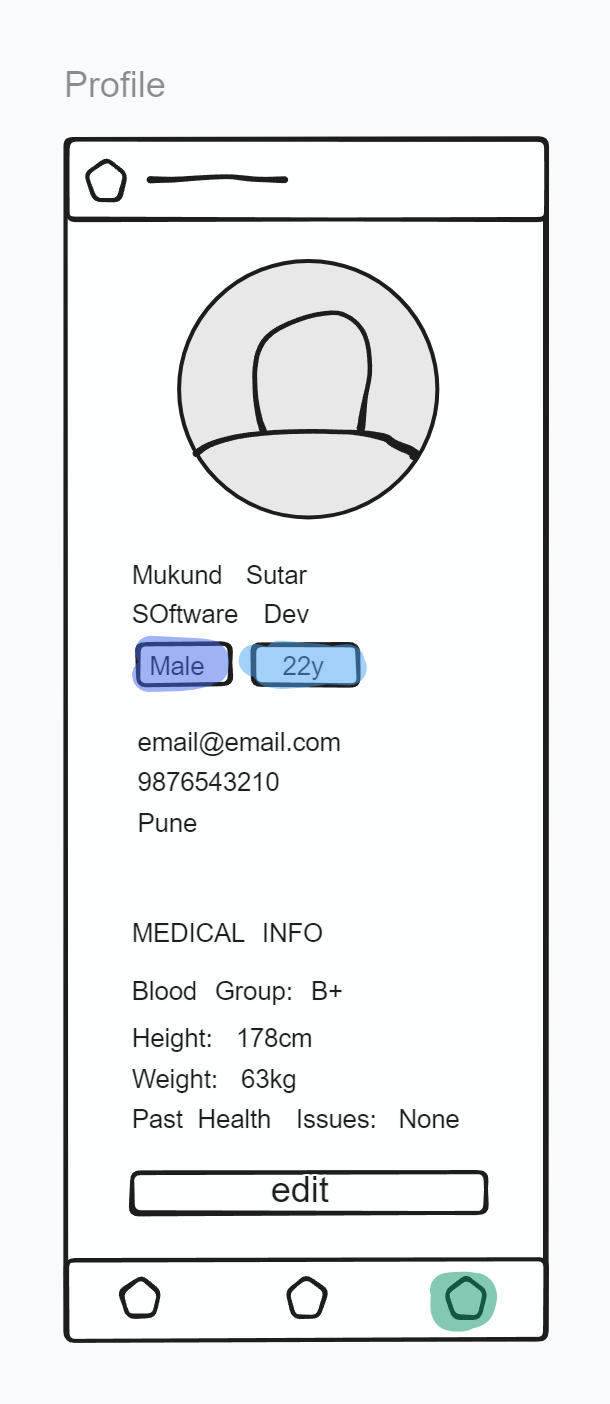 Profile
Mukund Sutar
SOftware Dev
Male 22y
email@email.com
9876543210
Pune
MEDICAL INFO
Blood Group: B+
Height: 178cm
Weight: 63kg
Past Health Issues: None
edit